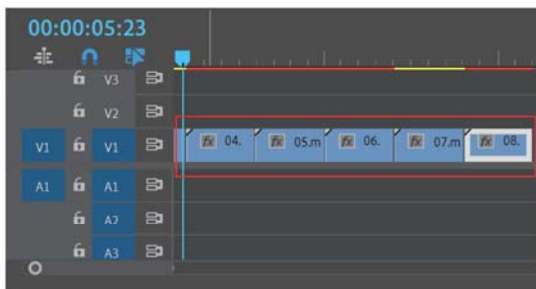 00:00:05:23
V3
V2
V1 V1 fx 04. fx 05.m fx 06. fx 07.m fx 08.
A1 A1
A2
A3